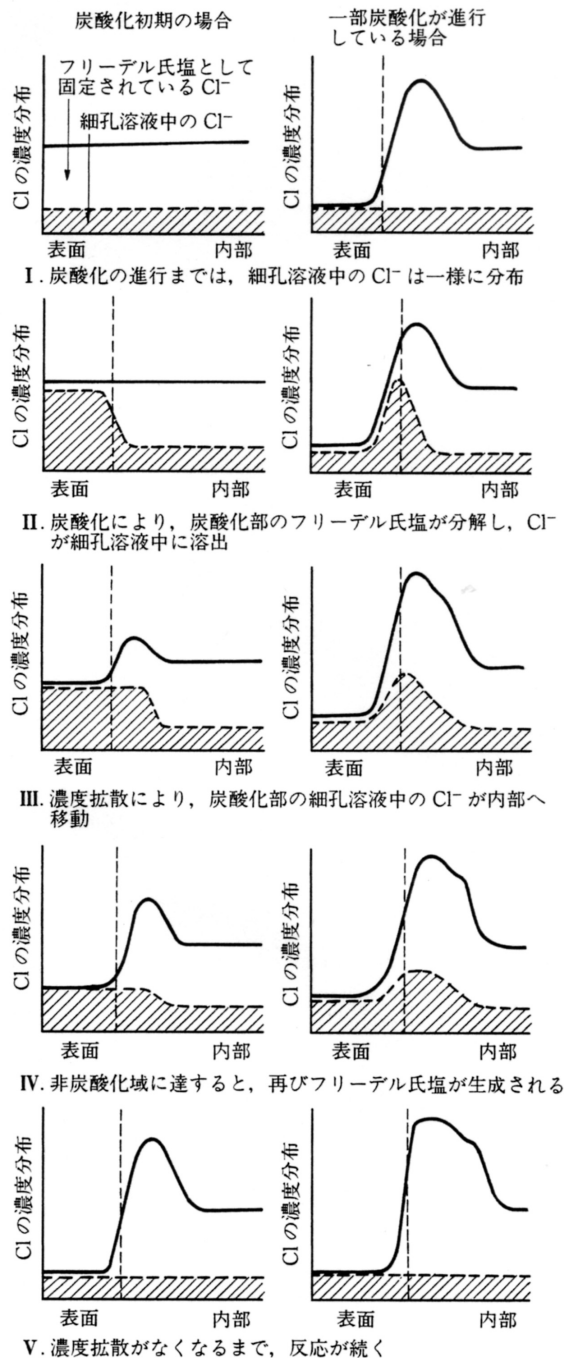 炭酸化初期の場合
一部炭酸化が進行
している場合
フリーデル氏塩として
固定されている Cl⁻
細孔溶液中の Cl⁻
Cl の濃度分布
表面
内部
Cl の濃度分布
表面
内部
Ⅰ. 炭酸化の進行までは，細孔溶液中の Cl⁻ は一様に分布
Cl の濃度分布
表面
内部
Cl の濃度分布
表面
内部
Ⅱ. 炭酸化により，炭酸化部のフリーデル氏塩が分解し，Cl⁻
が細孔溶液中に溶出
Cl の濃度分布
表面
内部
Cl の濃度分布
表面
内部
Ⅲ. 濃度拡散により，炭酸化部の細孔溶液中の Cl⁻ が内部へ
移動
Cl の濃度分布
表面
内部
Cl の濃度分布
表面
内部
Ⅳ. 非炭酸化域に達すると，再びフリーデル氏塩が生成される
Cl の濃度分布
表面
内部
Cl の濃度分布
表面
内部
Ⅴ. 濃度拡散がなくなるまで，反応が続く